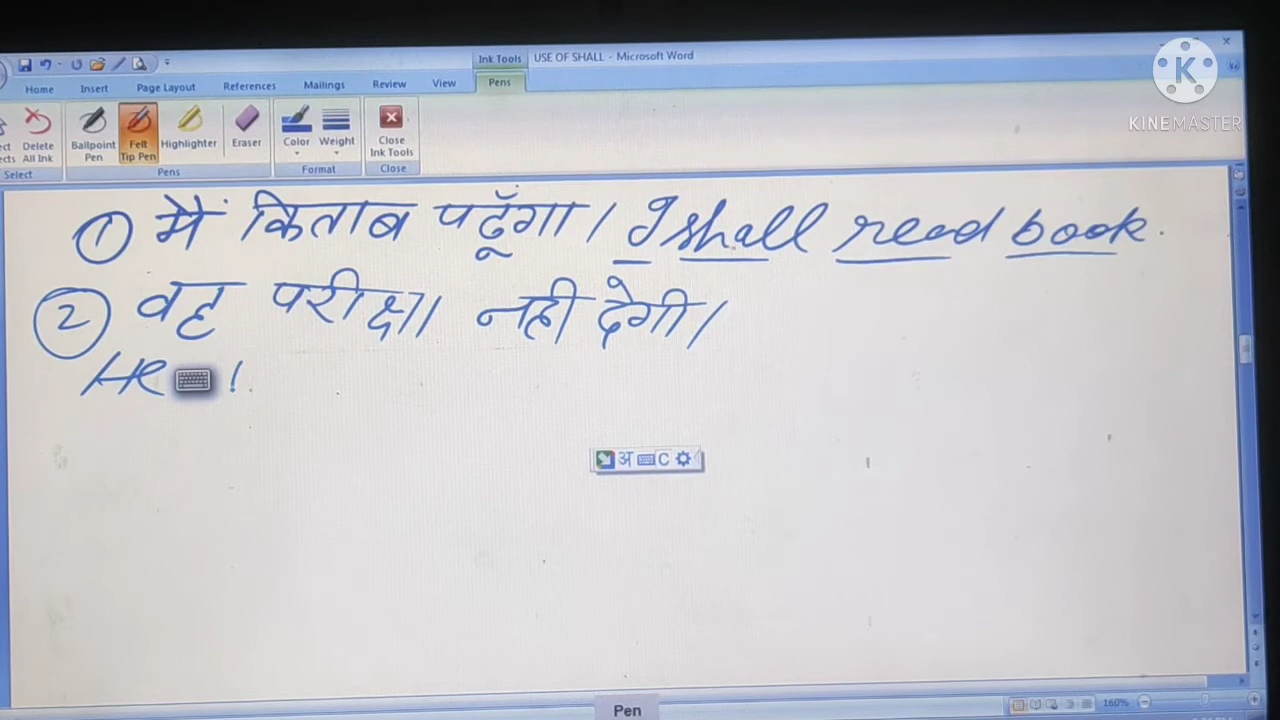 Ink Tools USE OF SHALL - Microsoft Word
Home Insert Page Layout References Mailings Review View Pens
K
KINEMASTER
Delete All Ink
Ballpoint Pen
Felt Tip Pen
Highlighter
Eraser
Color
Weight
Close Ink Tools
Select Pens Format Close
① मैं किताब पढूँगा। I shall read book.
② वह परीक्षा नही देगी।
He
अ C
Pen
160%